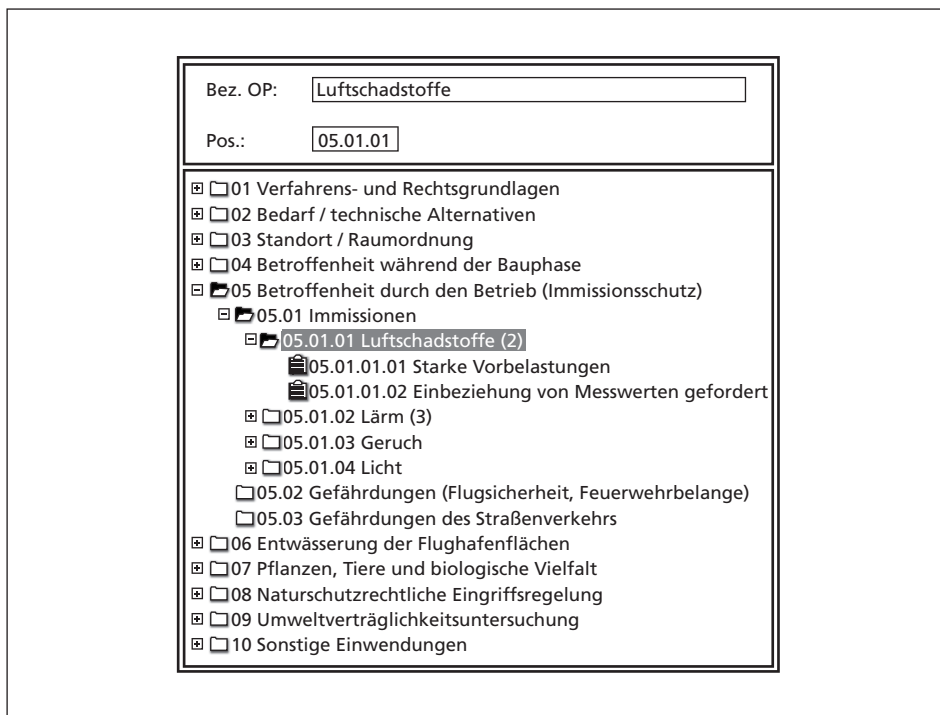 Bez. OP: Luftschadstoffe
Pos.: 05.01.01
01 Verfahrens- und Rechtsgrundlagen
02 Bedarf / technische Alternativen
03 Standort / Raumordnung
04 Betroffenheit während der Bauphase
05 Betroffenheit durch den Betrieb (Immissionsschutz)
05.01 Immissionen
05.01.01 Luftschadstoffe (2)
05.01.01.01 Starke Vorbelastungen
05.01.01.02 Einbeziehung von Messwerten gefordert
05.01.02 Lärm (3)
05.01.03 Geruch
05.01.04 Licht
05.02 Gefährdungen (Flugsicherheit, Feuerwehrbelange)
05.03 Gefährdungen des Straßenverkehrs
06 Entwässerung der Flughafenflächen
07 Pflanzen, Tiere und biologische Vielfalt
08 Naturschutzrechtliche Eingriffsregelung
09 Umweltverträglichkeitsuntersuchung
10 Sonstige Einwendungen